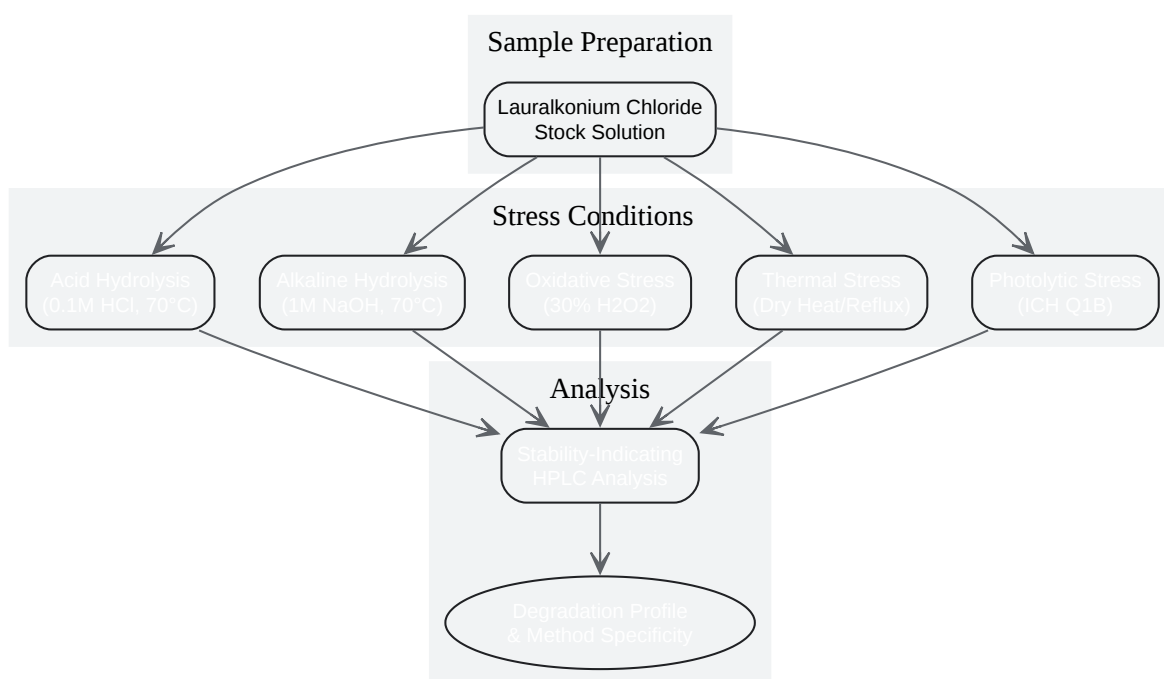 Sample Preparation
Lauralkonium Chloride
Stock Solution
Stress Conditions
Acid Hydrolysis
(0.1M HCl, 70°C)
Alkaline Hydrolysis
(1M NaOH, 70°C)
Oxidative Stress
(30% H2O2)
Thermal Stress
(Dry Heat/Reflux)
Photolytic Stress
(ICH Q1B)
Analysis
Stability-Indicating
HPLC Analysis
Degradation Profile
& Method Specificity